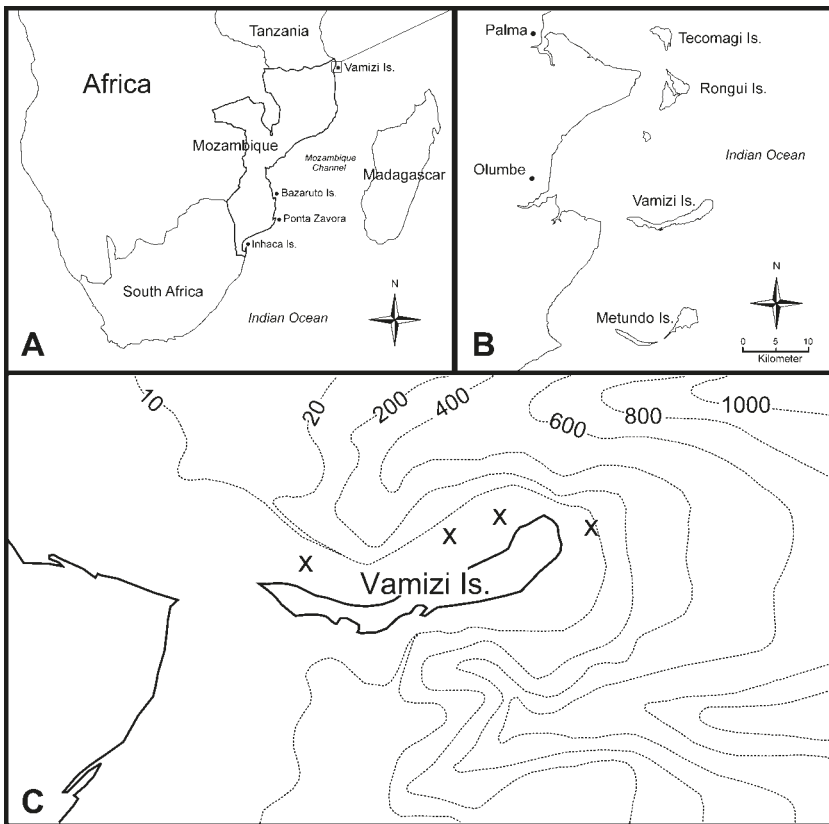 Tanzania
Vamizi Is.
Africa
Mozambique
Mozambique
Channel
Madagascar
Bazaruto Is.
Ponta Zavora
Inhaca Is.
South Africa
Indian Ocean
N
A
Palma
Tecomagi Is.
Rongui Is.
Indian Ocean
Olumbe
Vamizi Is.
N
Metundo Is.
0 5 10
Kilometer
B
10
20
200
400
600
800
1000
X
X
X
X
Vamizi Is.
C